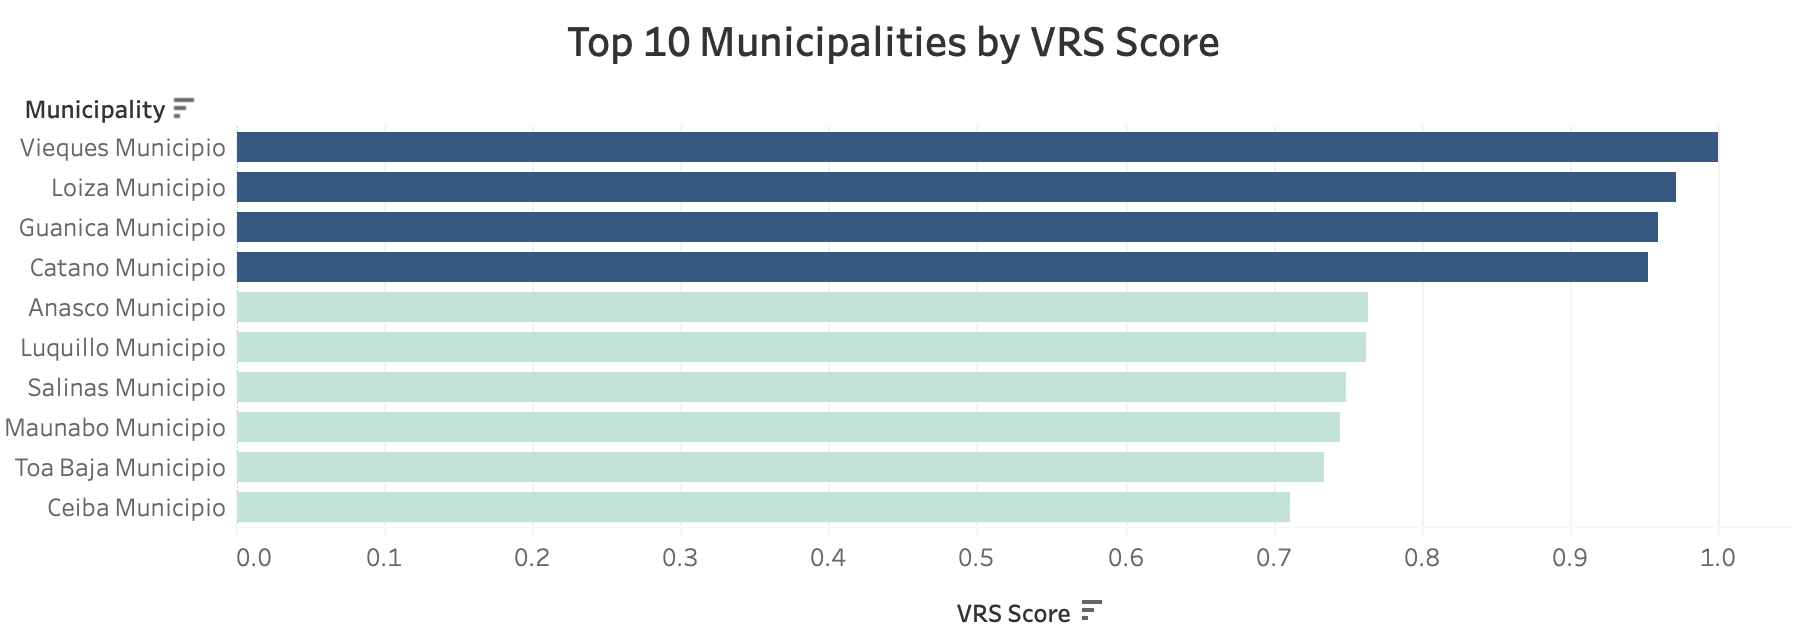 Top 10 Municipalities by VRS Score
Municipality
Vieques Municipio
Loiza Municipio
Guanica Municipio
Catano Municipio
Anasco Municipio
Luquillo Municipio
Salinas Municipio
Maunabo Municipio
Toa Baja Municipio
Ceiba Municipio
0.0 0.1 0.2 0.3 0.4 0.5 0.6 0.7 0.8 0.9 1.0
VRS Score